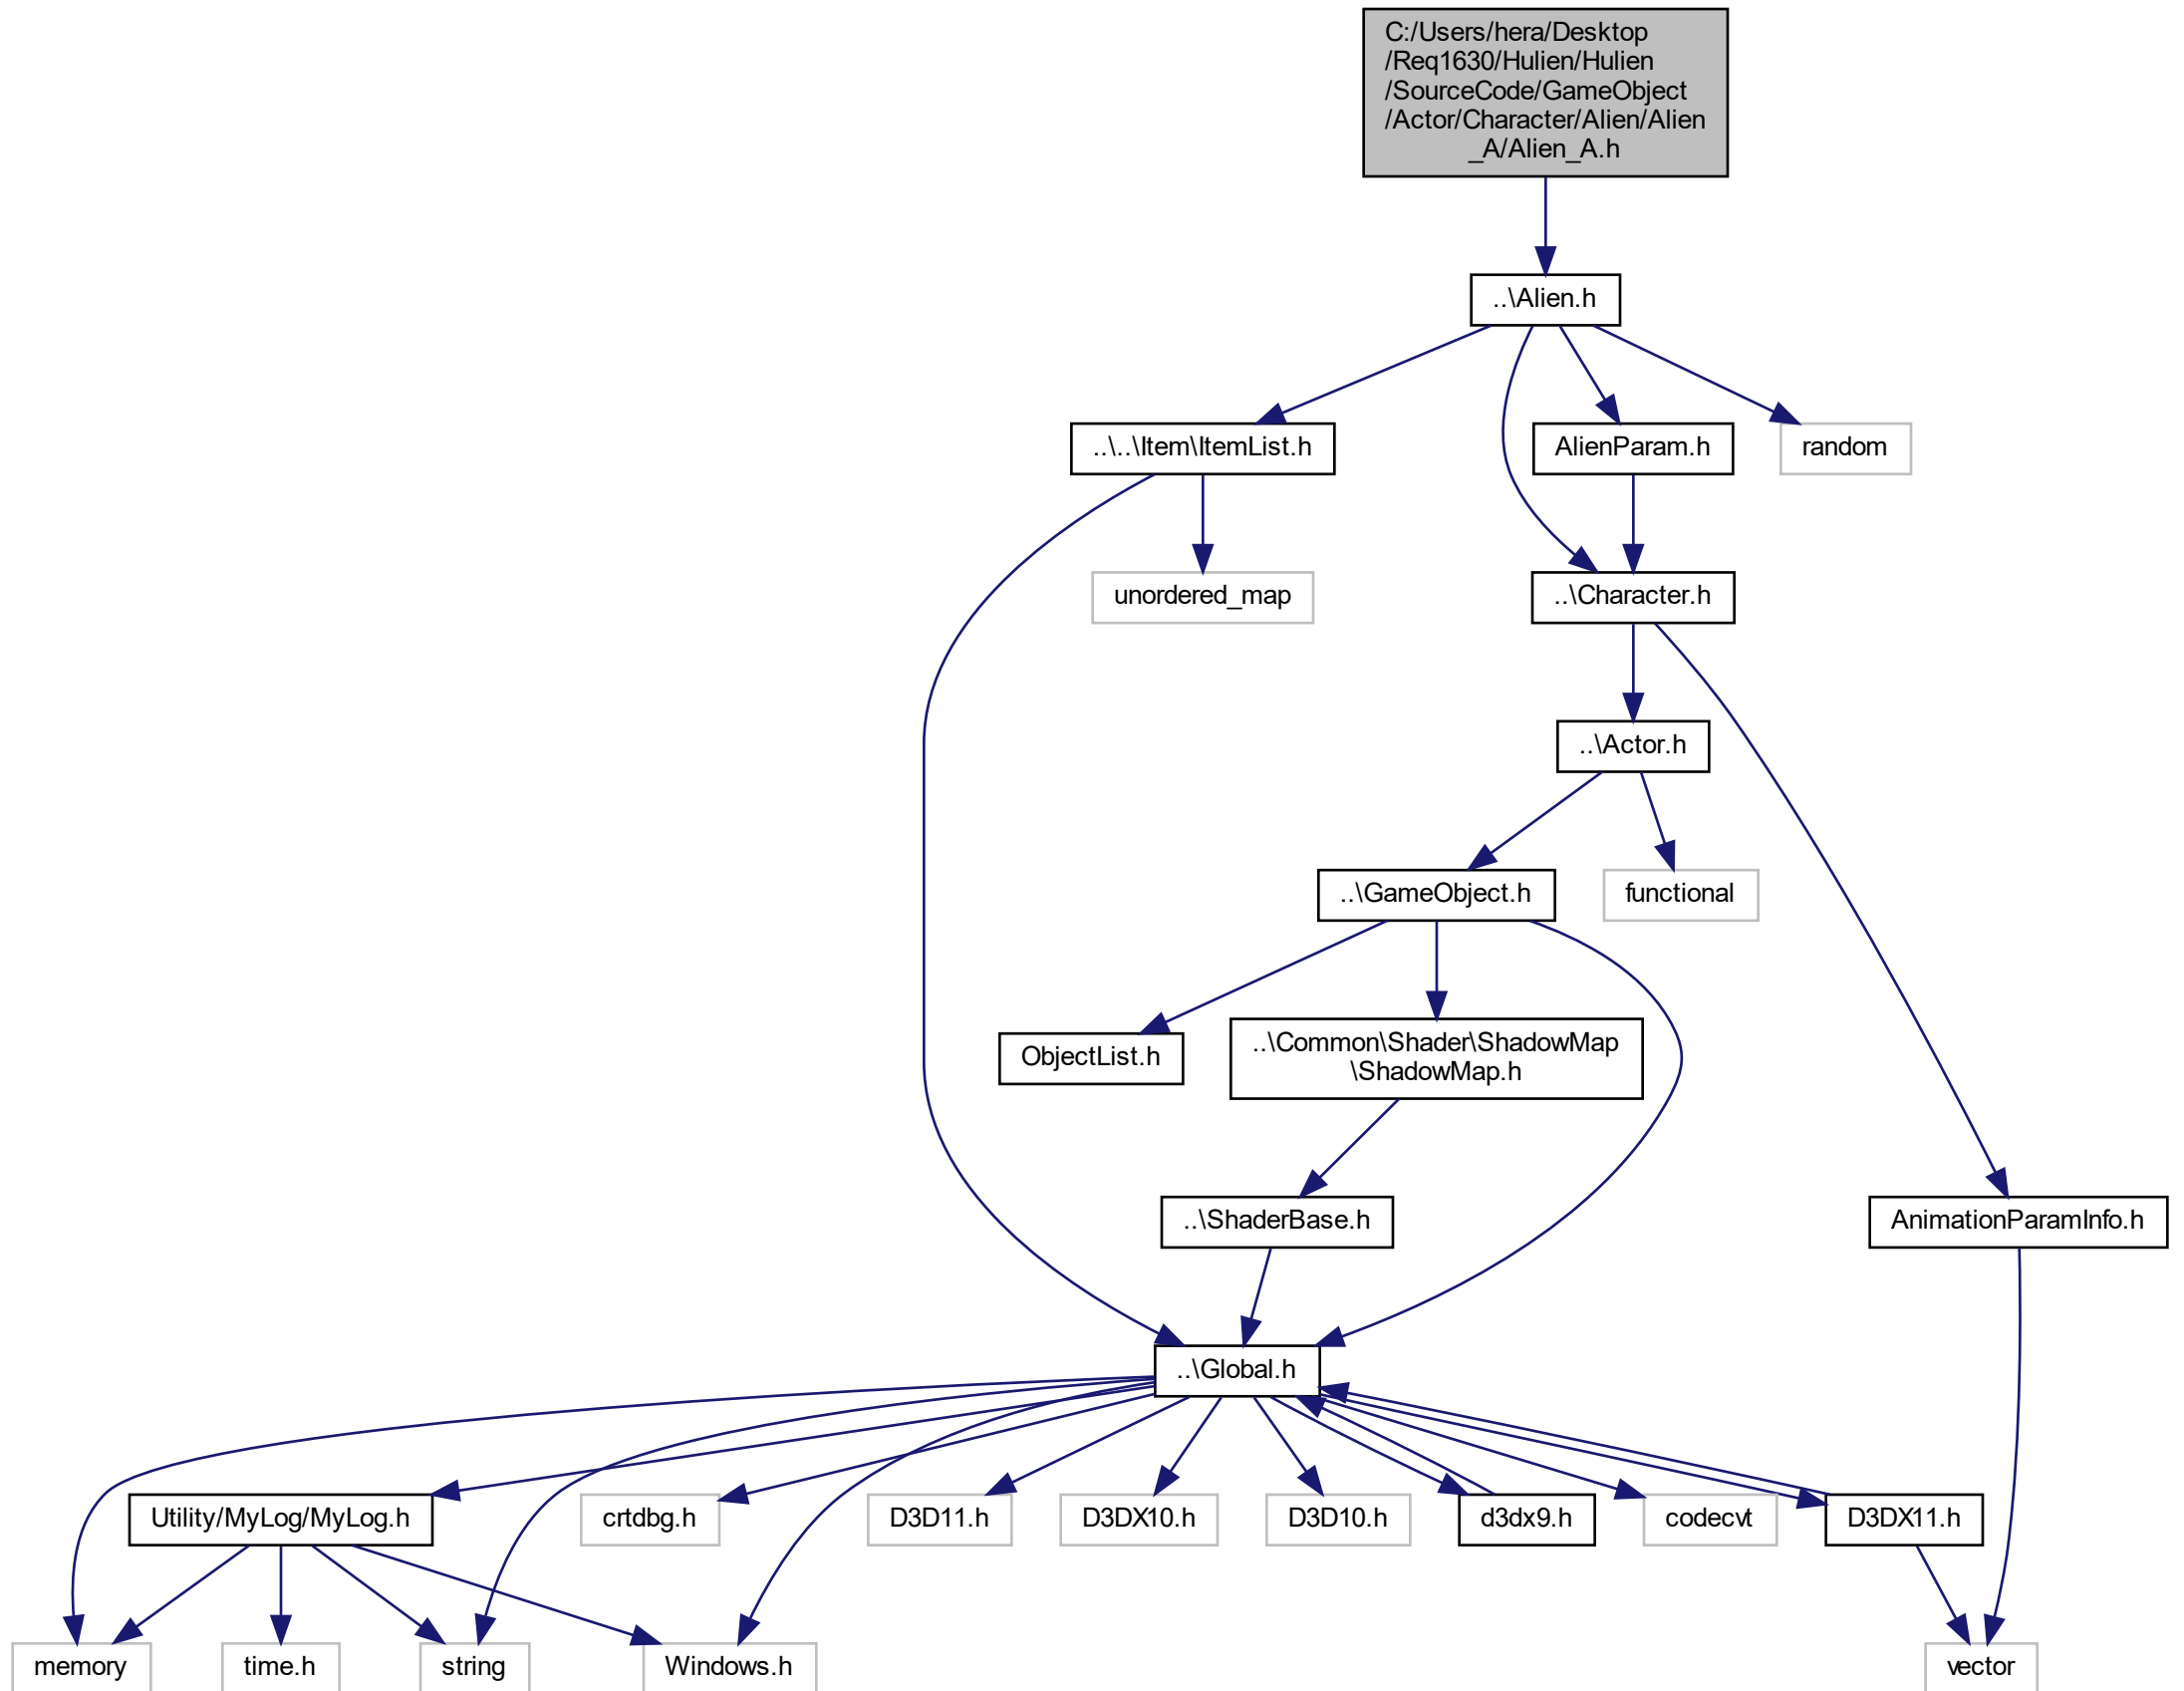 C:/Users/hera/Desktop
/Req1630/Hulien/Hulien
/SourceCode/GameObject
/Actor/Character/Alien/Alien
_A/Alien_A.h
..\Alien.h
..\..\Item\ItemList.h
AlienParam.h
random
unordered_map
..\Character.h
..\Actor.h
..\GameObject.h
functional
ObjectList.h
..\Common\Shader\ShadowMap
\ShadowMap.h
..\ShaderBase.h
AnimationParamInfo.h
..\Global.h
Utility/MyLog/MyLog.h
crtdbg.h
D3D11.h
D3DX10.h
D3D10.h
d3dx9.h
codecvt
D3DX11.h
memory
time.h
string
Windows.h
vector